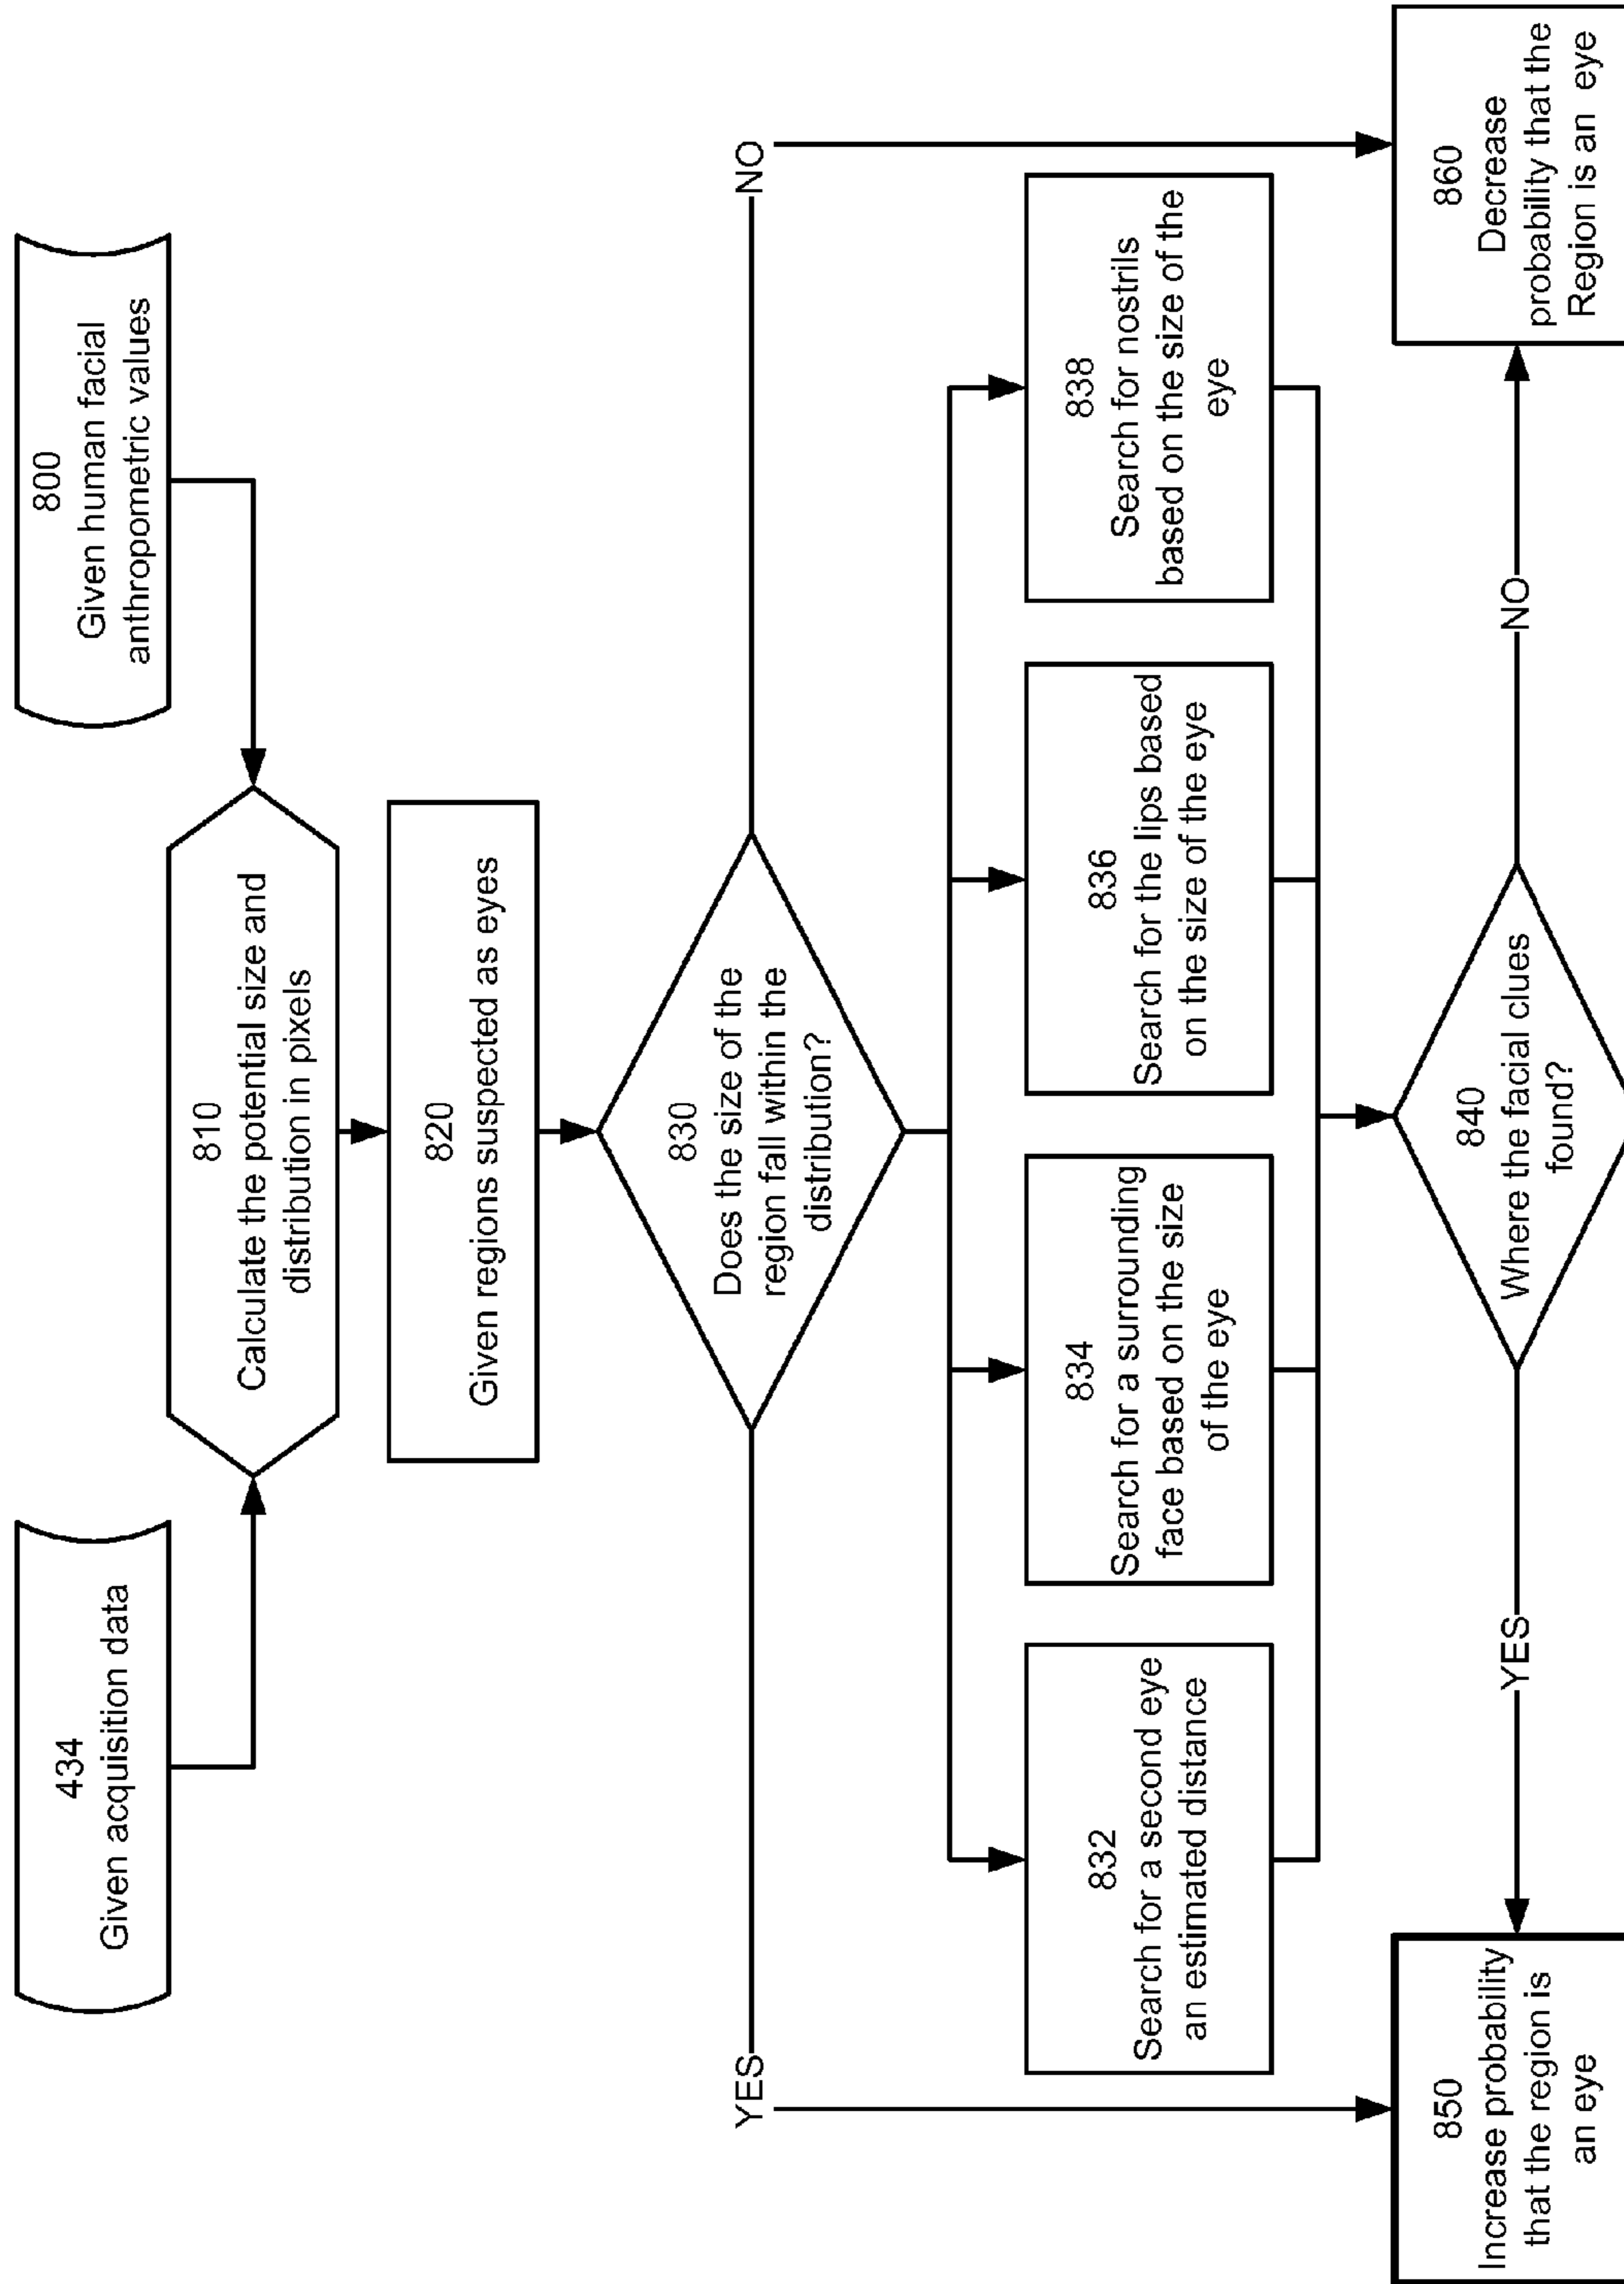 434
Given acquisition data
800
Given human facial
anthropometric values
810
Calculate the potential size and
distribution in pixels
820
Given regions suspected as eyes
830
Does the size of the
region fall within the
distribution?
YES
NO
832
Search for a second eye
an estimated distance
834
Search for a surrounding
face based on the size
of the eye
836
Search for the lips based
on the size of the eye
838
Search for nostrils
based on the size of the
eye
840
Where the facial clues
found?
YES
NO
850
Increase probability
that the region is
an eye
860
Decrease
probability that the
Region is an eye